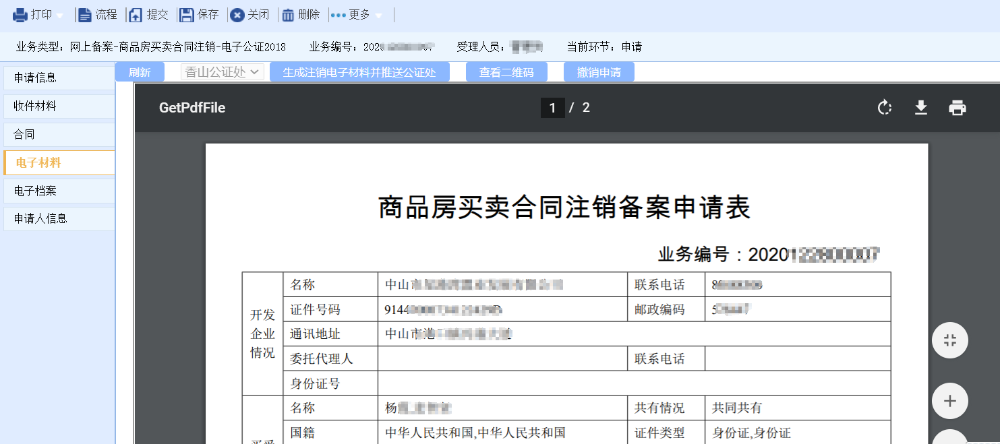 打印 流程 提交 保存 关闭 删除 更多
业务类型：网上备案-商品房买卖合同注销-电子公证2018 业务编号：202 受理人员： 当前环节：申请
申请信息
收件材料
合同
电子材料
电子档案
申请人信息
刷新 香山公证处 生成注销电子材料并推送公证处 查看二维码 撤销申请
GetPdfFile 1 / 2
商品房买卖合同注销备案申请表
业务编号：2020
开发企业情况
名称 中山 联系电话 8
证件号码 9144 邮政编码 5
通讯地址 中山市港
委托代理人 联系电话
身份证号
名称 杨 共有情况 共同共有
国籍 中华人民共和国,中华人民共和国 证件类型 身份证,身份证